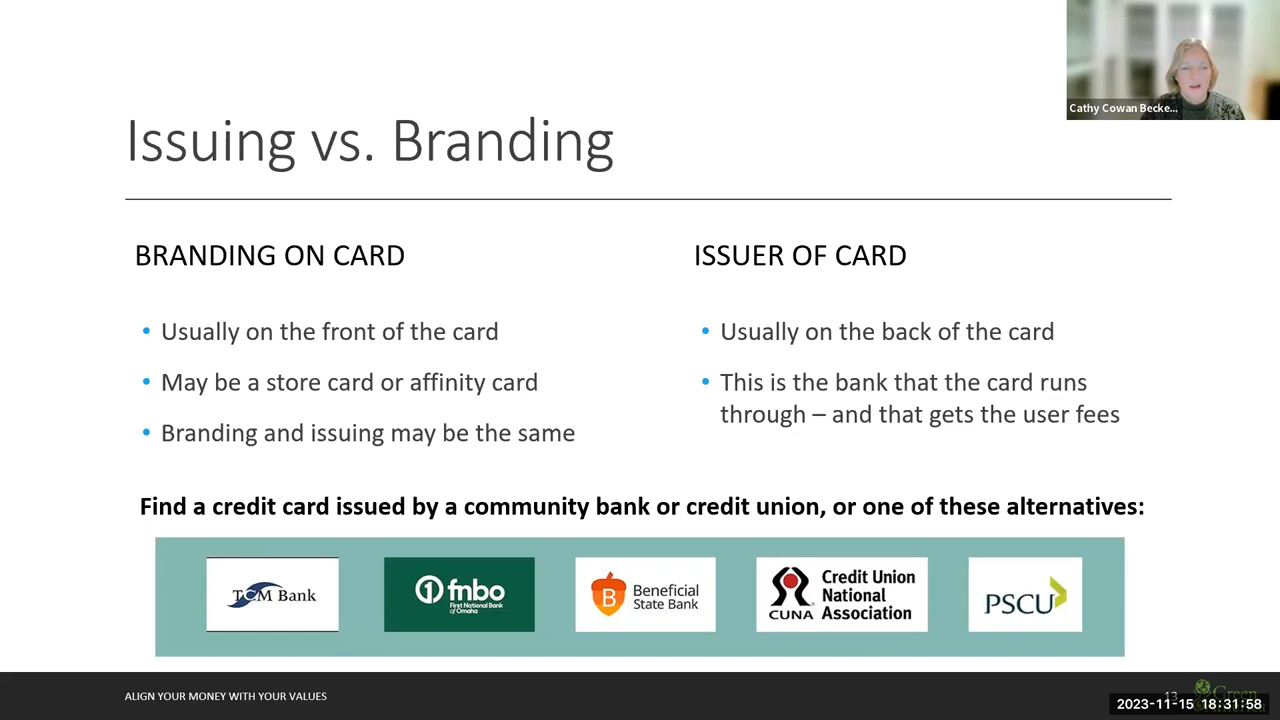 Cathy Cowan Becke...
Issuing vs. Branding
BRANDING ON CARD
• Usually on the front of the card
• May be a store card or affinity card
• Branding and issuing may be the same
ISSUER OF CARD
• Usually on the back of the card
• This is the bank that the card runs
through – and that gets the user fees
Find a credit card issued by a community bank or credit union, or one of these alternatives:
TCM Bank
fnbo
First National Bank
of Omaha
B Beneficial
State Bank
CUNA
Credit Union
National
Association
PSCU
ALIGN YOUR MONEY WITH YOUR VALUES
13
Green
2023-11-15 18:31:58